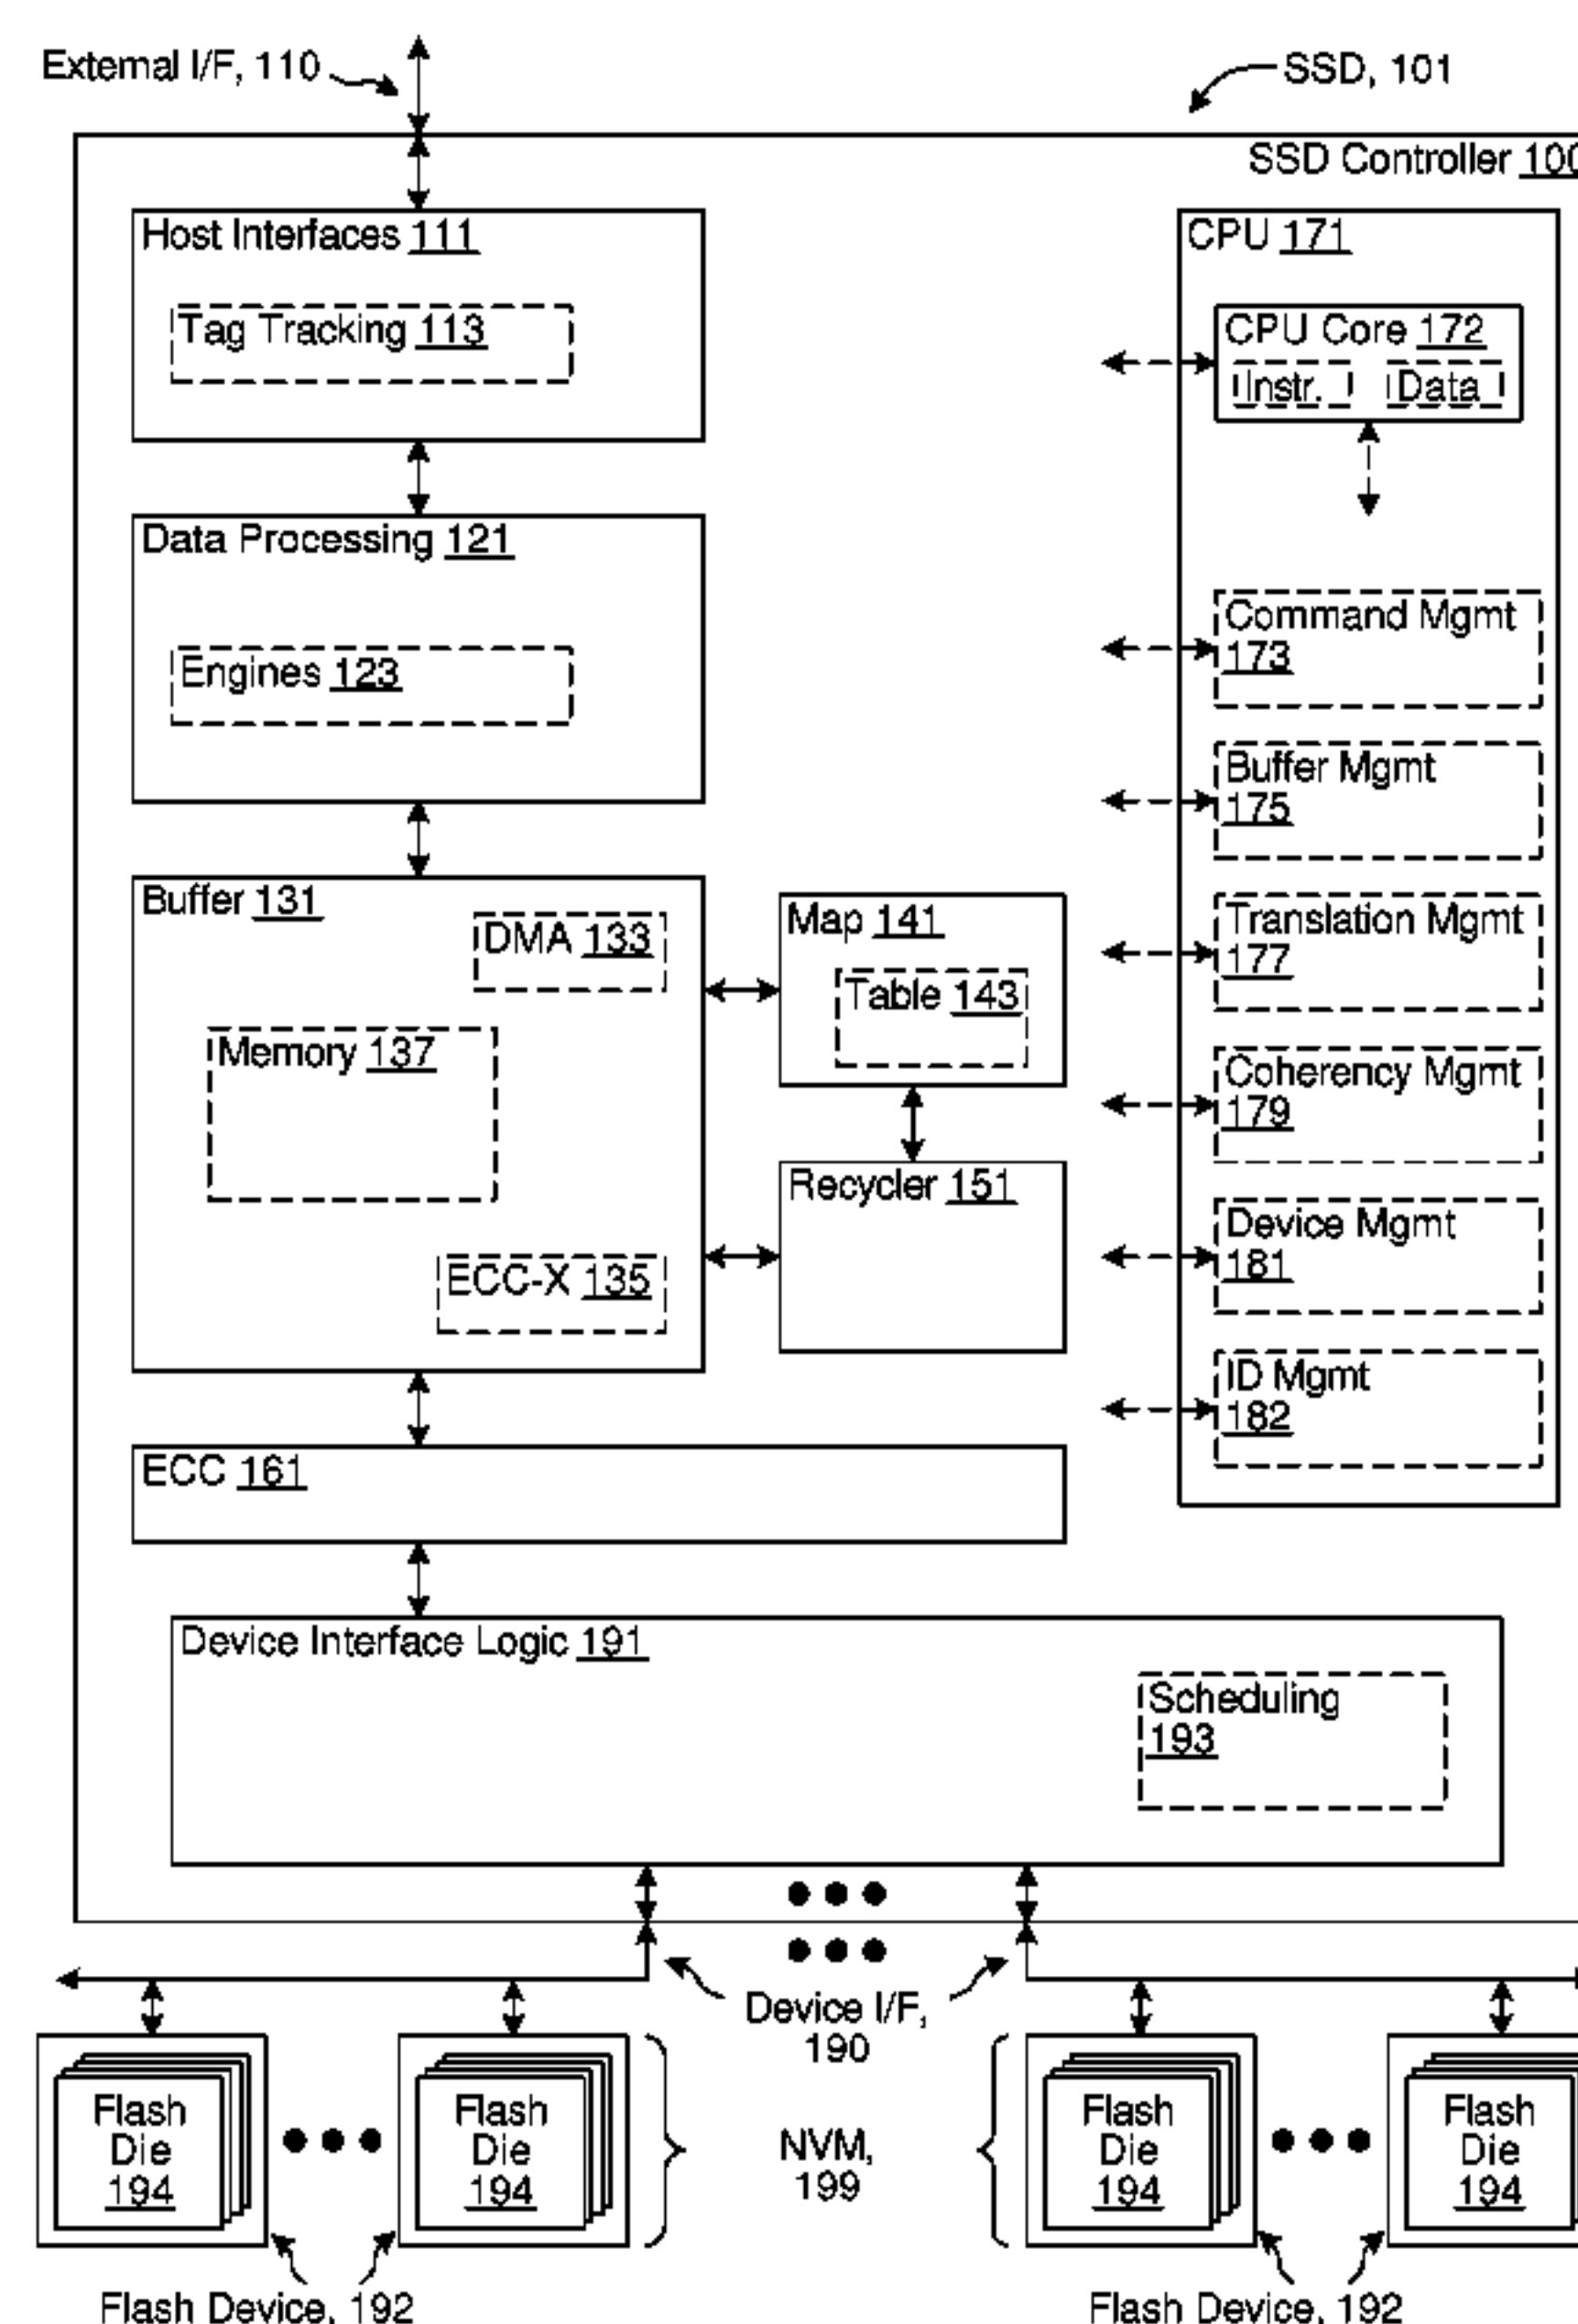 External I/F, 110
SSD, 101
SSD Controller 100
Host Interfaces 111
Tag Tracking 113
Data Processing 121
Engines 123
Buffer 131
DMA 133
Memory 137
ECC-X 135
Map 141
Table 143
Recycler 151
ECC 161
CPU 171
CPU Core 172
Instr. Data
Command Mgmt
173
Buffer Mgmt
175
Translation Mgmt
177
Coherency Mgmt
179
Device Mgmt
181
ID Mgmt
182
Device Interface Logic 191
Scheduling
193
Device I/F,
190
Flash
Die
194
Flash
Die
194
NVM,
199
Flash
Die
194
Flash
Die
194
Flash Device, 192
Flash Device, 192